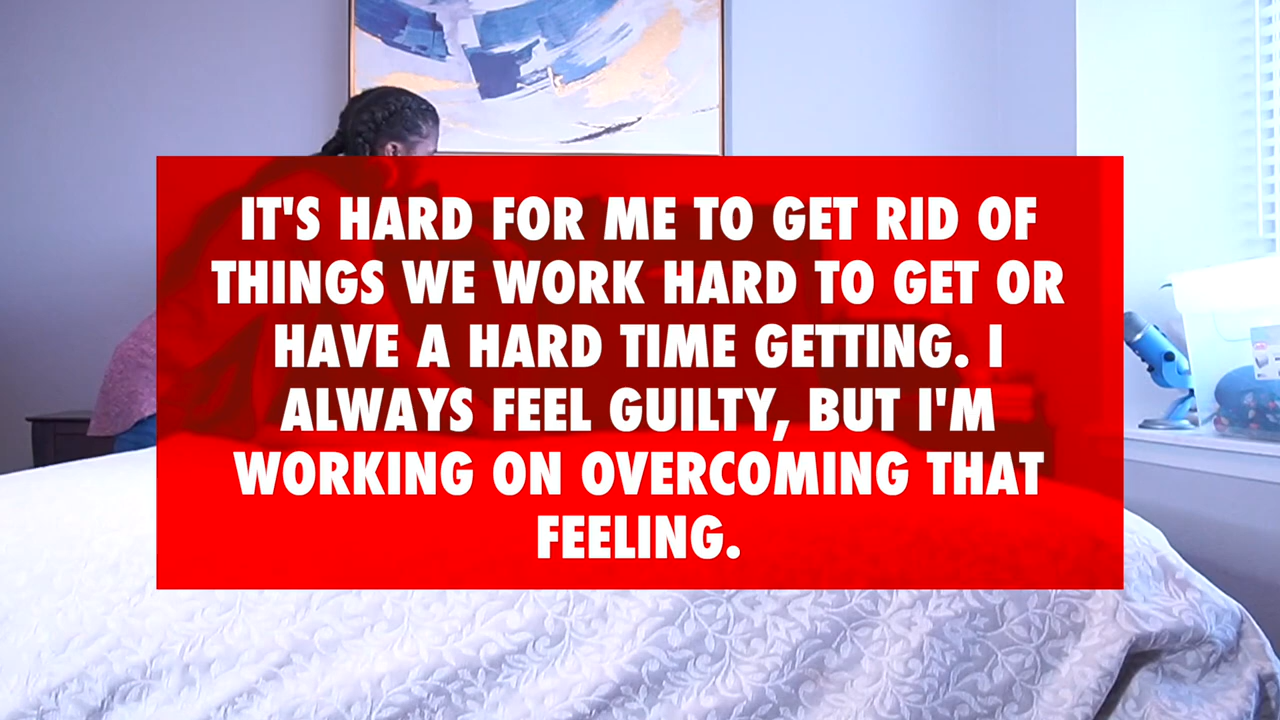 IT'S HARD FOR ME TO GET RID OF
THINGS WE WORK HARD TO GET OR
HAVE A HARD TIME GETTING. I
ALWAYS FEEL GUILTY, BUT I'M
WORKING ON OVERCOMING THAT
FEELING.